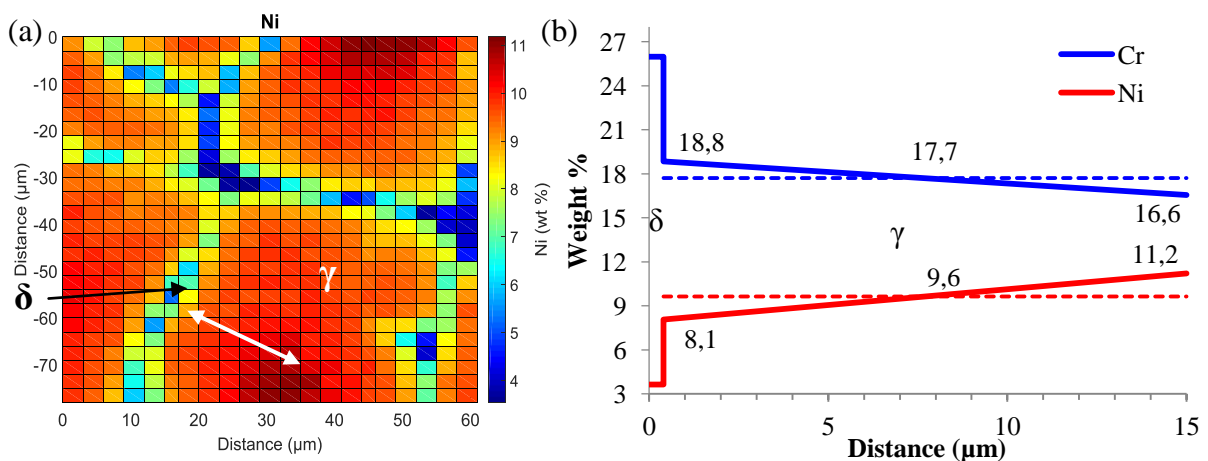 (a)
Ni
0
-10
-20
-30
-40
-50
-60
-70
Distance (µm)
0 10 20 30 40 50 60
Distance (µm)
δ
γ
11
10
9
8
7
6
5
4
Ni (wt %)
(b)
27
24
21
18
15
12
9
6
3
Weight %
Cr
Ni
18,8
17,7
16,6
δ
γ
11,2
9,6
8,1
0 5 10 15
Distance (µm)